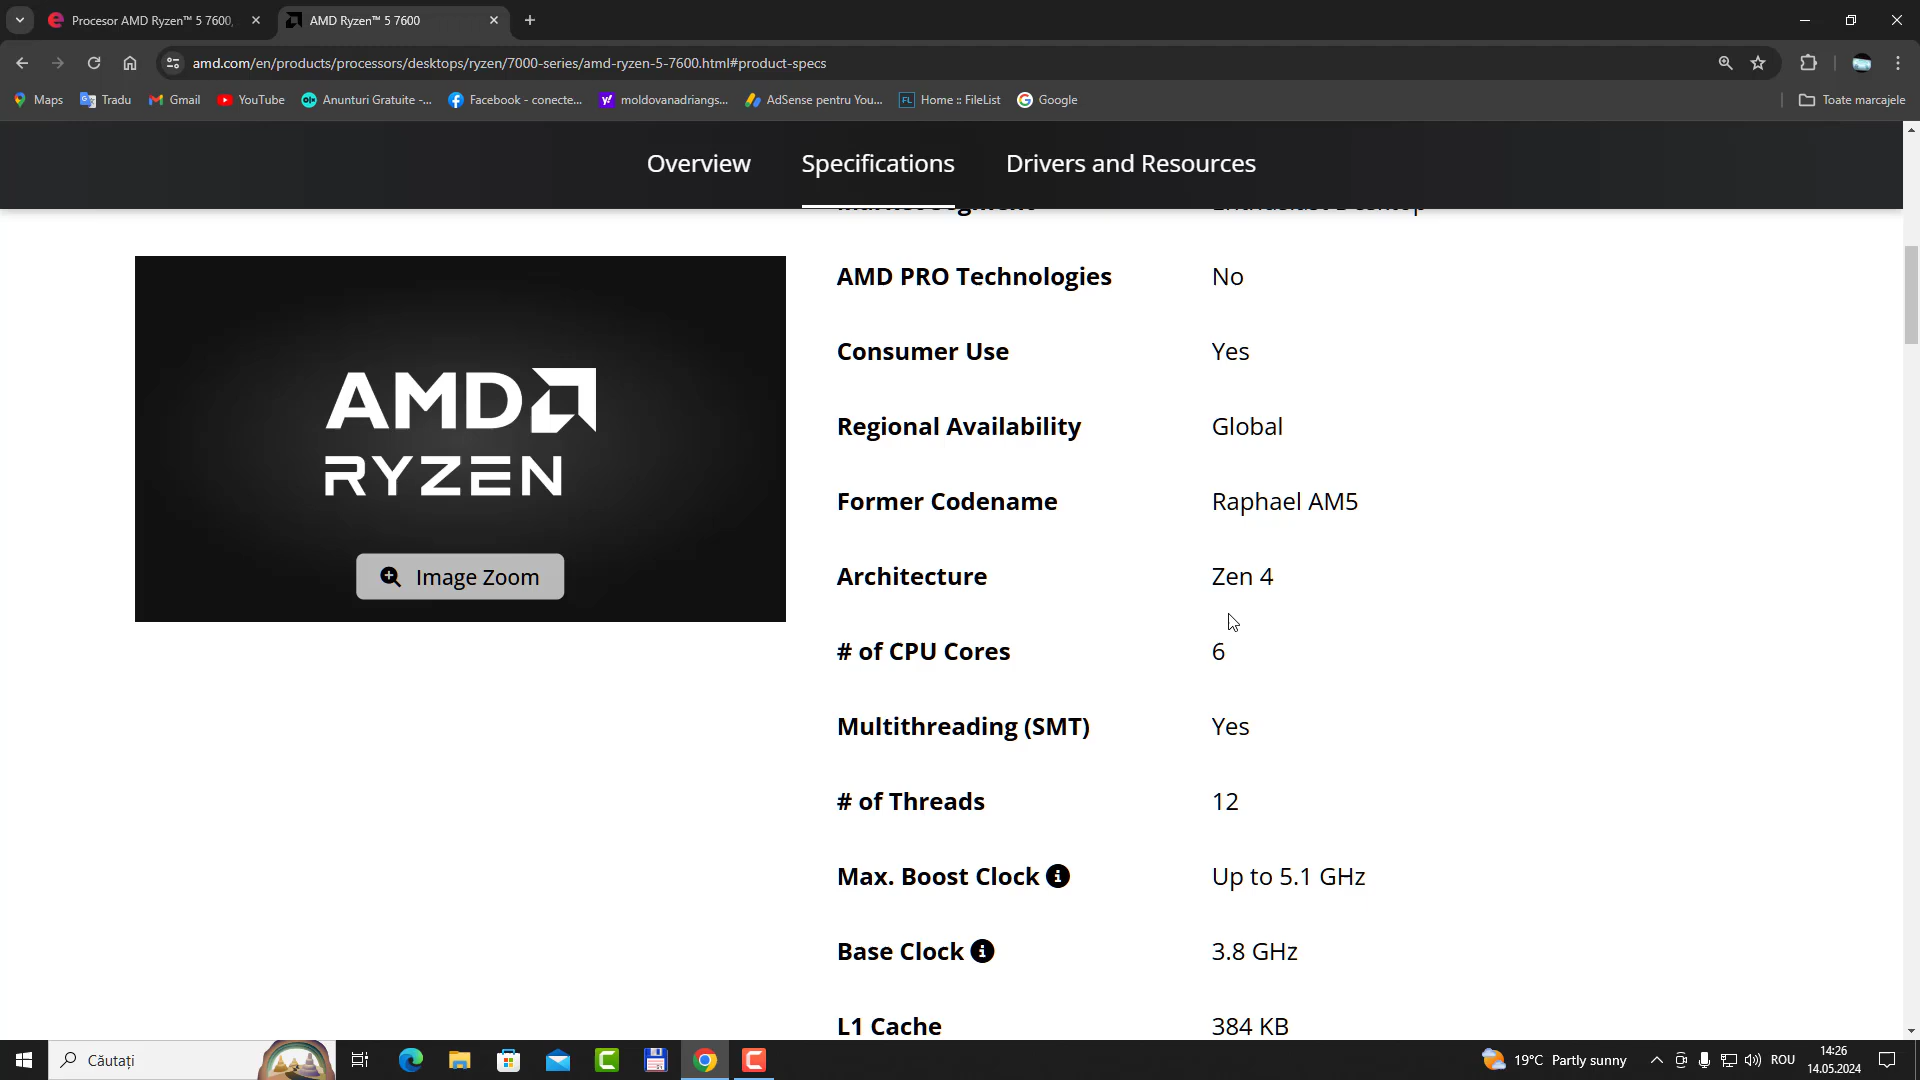 Procesor AMD Ryzen™ 5 7600,
AMD Ryzen™ 5 7600
amd.com/en/products/processors/desktops/ryzen/7000-series/amd-ryzen-5-7600.html#product-specs
Maps
Tradu
Gmail
YouTube
Anunturi Gratuite -...
Facebook - conecte...
moldovanadriangs...
AdSense pentru You...
FL
Home :: FileList
Google
Toate marcajele
Overview
Specifications
Drivers and Resources
AMD
RYZEN
Image Zoom
AMD PRO Technologies No
Consumer Use Yes
Regional Availability Global
Former Codename Raphael AM5
Architecture Zen 4
# of CPU Cores 6
Multithreading (SMT) Yes
# of Threads 12
Max. Boost Clock Up to 5.1 GHz
Base Clock 3.8 GHz
L1 Cache 384 KB
Căutați
19°C Partly sunny
ROU
14:26
14.05.2024